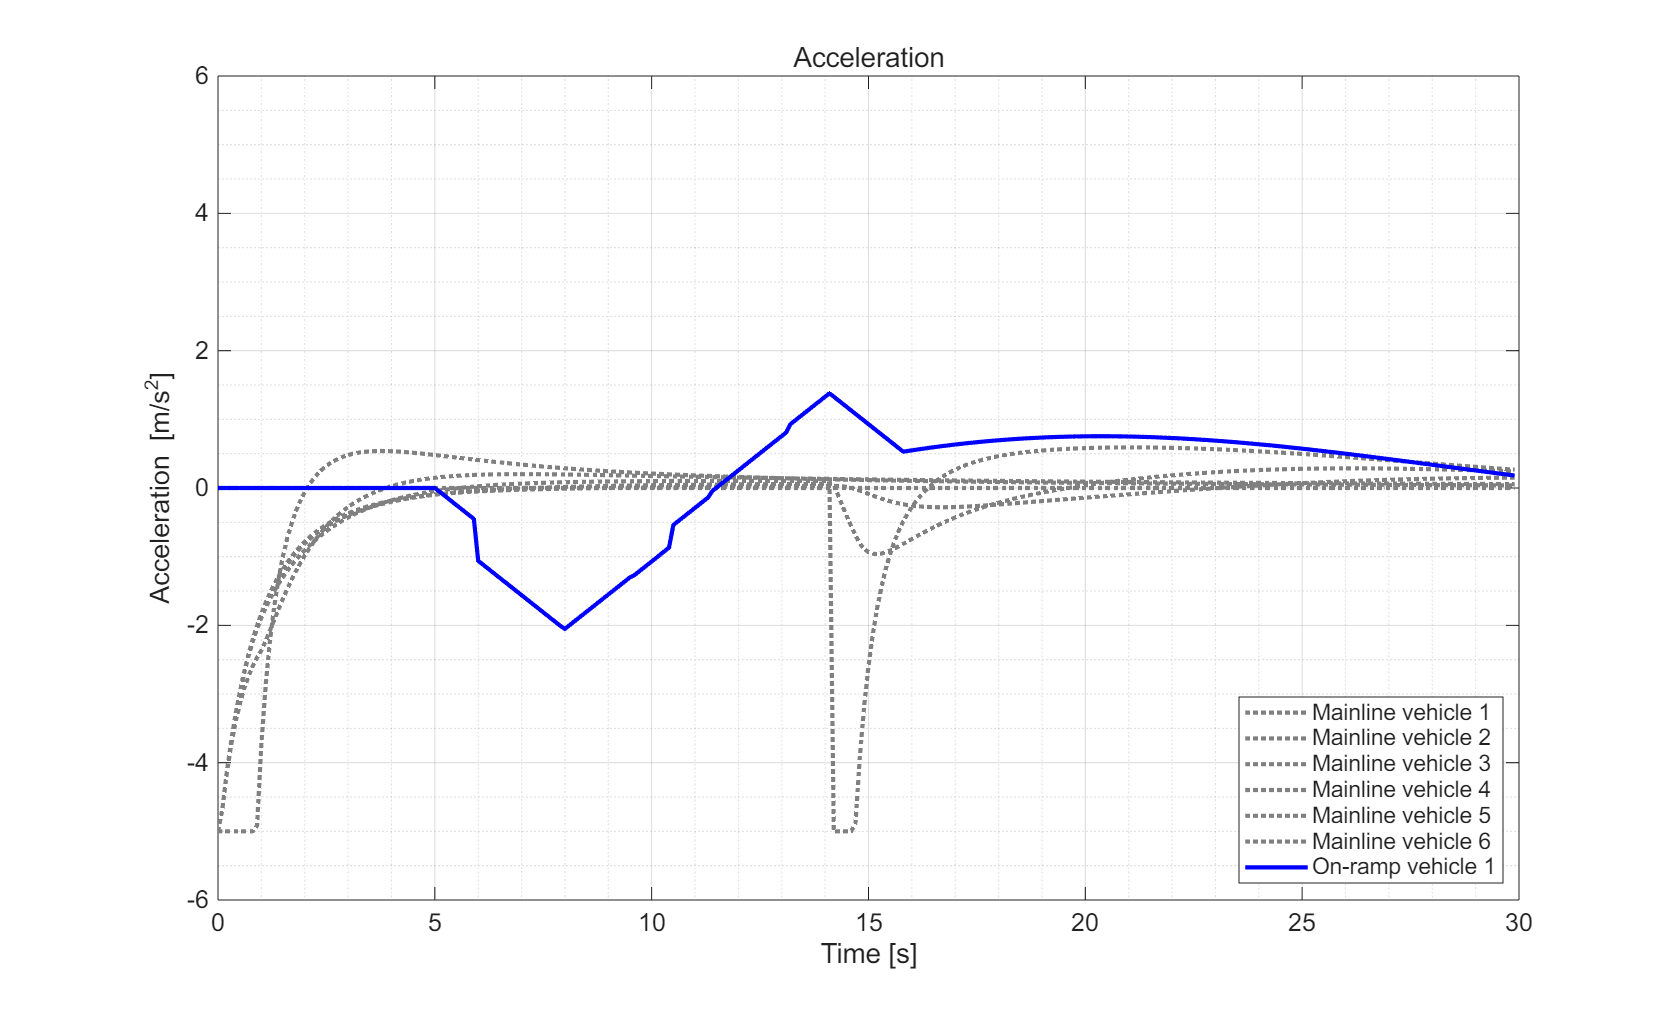 Acceleration
6
4
2
0
-2
-4
-6
Acceleration [m/s²]
0 5 10 15 20 25 30
Time [s]
Mainline vehicle 1
Mainline vehicle 2
Mainline vehicle 3
Mainline vehicle 4
Mainline vehicle 5
Mainline vehicle 6
On-ramp vehicle 1